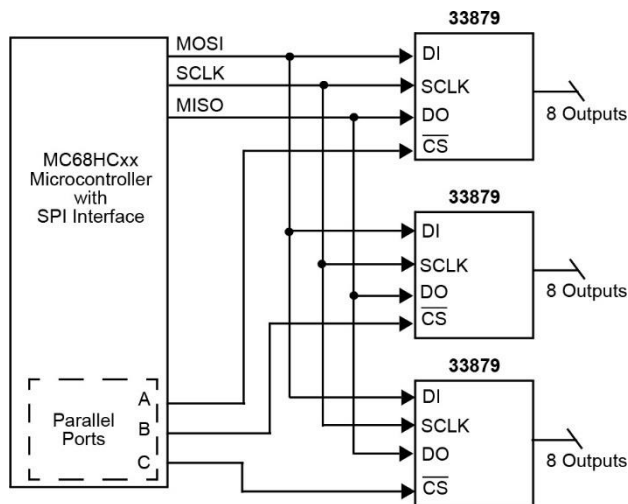 33879
MOSI
DI
SCLK
SCLK
MISO
DO
8 Outputs
CS
MC68HCxx
Microcontroller
with
SPI Interface
33879
DI
SCLK
DO
8 Outputs
CS
33879
A
DI
Parallel
Ports
B
SCLK
DO
8 Outputs
C
CS